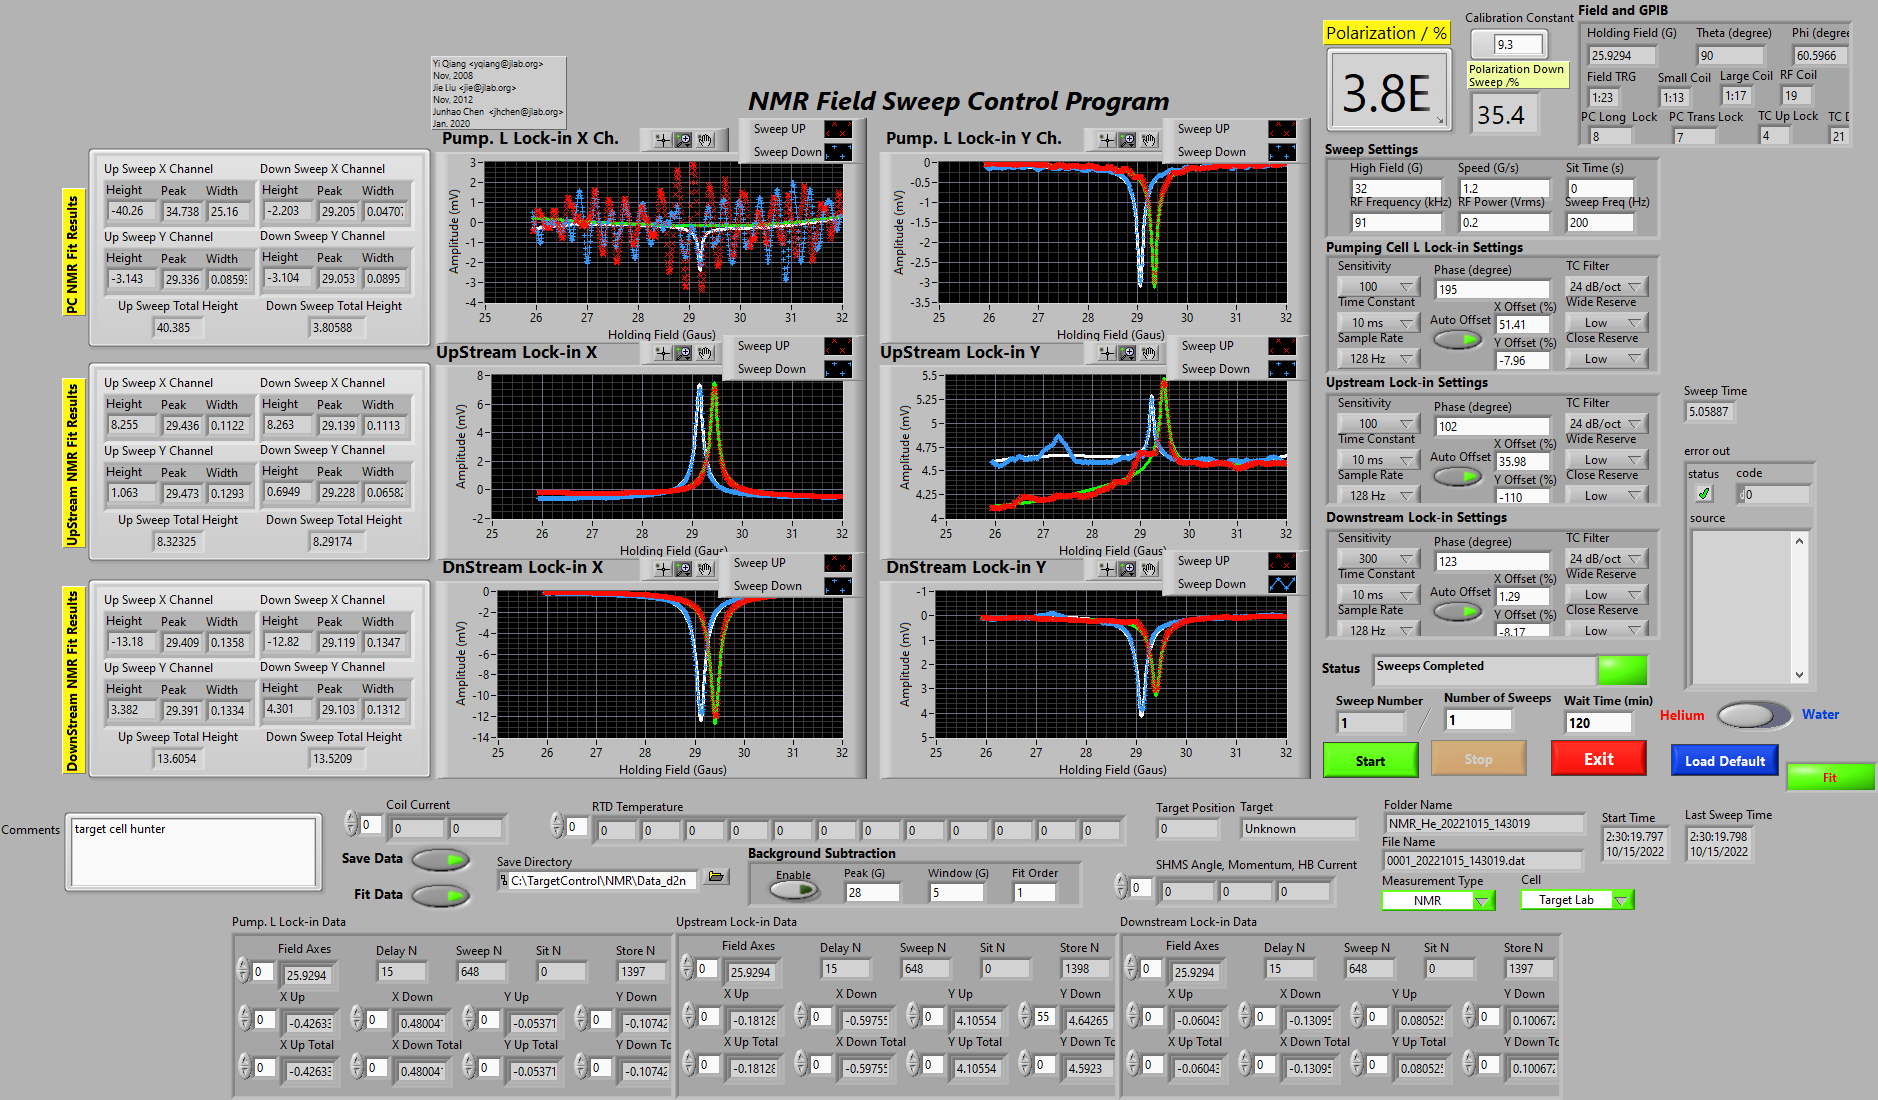 Yi Qiang <yqiang@jlab.org>
Nov, 2008
Jie Liu <jie@jlab.org>
Nov, 2012
Junhao Chen <jhchen@jlab.org>
Jan. 2020
NMR Field Sweep Control Program
Polarization / %
3.8E
Calibration Constant
9.3
Polarization Down
Sweep /%
35.4
Field and GPIB
Holding Field (G) Theta (degree) Phi (degree
25.9294 90 60.5966
Field TRG Small Coil Large Coil RF Coil
1:23 1:13 1:17 19
PC Long Lock PC Trans Lock TC Up Lock TC D
8 7 4 21
PC NMR Fit Results
Up Sweep X Channel Down Sweep X Channel
Height Peak Width Height Peak Width
-40.26 34.738 25.16 -2.203 29.205 0.04707
Up Sweep Y Channel Down Sweep Y Channel
Height Peak Width Height Peak Width
-3.143 29.336 0.0859 -3.104 29.053 0.0895
Up Sweep Total Height Down Sweep Total Height
40.385 3.80588
UpStream NMR Fit Results
Up Sweep X Channel Down Sweep X Channel
Height Peak Width Height Peak Width
8.255 29.436 0.1122 8.263 29.139 0.1113
Up Sweep Y Channel Down Sweep Y Channel
Height Peak Width Height Peak Width
1.063 29.473 0.1293 0.6949 29.228 0.0658
Up Sweep Total Height Down Sweep Total Height
8.32325 8.29174
DownStream NMR Fit Results
Up Sweep X Channel Down Sweep X Channel
Height Peak Width Height Peak Width
-13.18 29.409 0.1358 -12.82 29.119 0.1347
Up Sweep Y Channel Down Sweep Y Channel
Height Peak Width Height Peak Width
3.382 29.391 0.1334 4.301 29.103 0.1312
Up Sweep Total Height Down Sweep Total Height
13.6054 13.5209
Pump. L Lock-in X Ch.
Sweep UP
Sweep Down
Amplitude (mV)
3
2
1
0
-1
-2
-3
-4
25 26 27 28 29 30 31 32
Holding Field (Gaus)
Pump. L Lock-in Y Ch.
Sweep UP
Sweep Down
Amplitude (mV)
0
-0.5
-1
-1.5
-2
-2.5
-3
-3.5
25 26 27 28 29 30 31 32
Holding Field (Gaus)
UpStream Lock-in X
Sweep UP
Sweep Down
Amplitude (mV)
8
6
4
2
0
-2
25 26 27 28 29 30 31 32
Holding Field (Gaus)
UpStream Lock-in Y
Sweep UP
Sweep Down
Amplitude (mV)
5.5
5.25
5
4.75
4.5
4.25
4
25 26 27 28 29 30 31 32
Holding Field (Gaus)
DnStream Lock-in X
Sweep UP
Sweep Down
Amplitude (mV)
0
-2
-4
-6
-8
-10
-12
-14
25 26 27 28 29 30 31 32
Holding Field (Gaus)
DnStream Lock-in Y
Sweep UP
Sweep Down
Amplitude (mV)
-1
0
1
2
3
4
5
25 26 27 28 29 30 31 32
Holding Field (Gaus)
Sweep Settings
High Field (G) Speed (G/s) Sit Time (s)
32 1.2 0
RF Frequency (kHz) RF Power (Vrms) Sweep Freq (Hz)
91 0.2 200
Pumping Cell L Lock-in Settings
Sensitivity Phase (degree) TC Filter
100 195 24 dB/oct
Time Constant X Offset (%) Wide Reserve
10 ms Auto Offset 51.41 Low
Sample Rate Y Offset (%) Close Reserve
128 Hz -7.96 Low
Upstream Lock-in Settings
Sensitivity Phase (degree) TC Filter
100 102 24 dB/oct
Time Constant X Offset (%) Wide Reserve
10 ms Auto Offset 35.98 Low
Sample Rate Y Offset (%) Close Reserve
128 Hz -110 Low
Downstream Lock-in Settings
Sensitivity Phase (degree) TC Filter
300 123 24 dB/oct
Time Constant X Offset (%) Wide Reserve
10 ms Auto Offset 1.29 Low
Sample Rate Y Offset (%) Close Reserve
128 Hz -8.17 Low
Sweep Time
5.05887
error out
status code
0
source
Status Sweeps Completed
Sweep Number Number of Sweeps Wait Time (min)
1 / 1 120
Helium Water
Start Stop Exit Load Default Fit
Comments target cell hunter
Coil Current
0 0 0
Save Data
Fit Data
RTD Temperature
0 0 0 0 0 0 0 0 0 0 0 0 0
Save Directory
C:\TargetControl\NMR\Data_d2n
Background Subtraction
Enable Peak (G) Window (G) Fit Order
28 5 1
Target Position Target
0 Unknown
SHMS Angle, Momentum, HB Current
0 0 0 0
Folder Name
NMR_He_20221015_143019
File Name
0001_20221015_143019.dat
Measurement Type Cell
NMR Target Lab
Start Time Last Sweep Time
2:30:19.797 2:30:19.798
10/15/2022 10/15/2022
Pump. L Lock-in Data
Field Axes Delay N Sweep N Sit N Store N
0 25.9294 15 648 0 1397
X Up X Down Y Up Y Down
0 -0.42633 0 0.48004 0 -0.05371 0 -0.10742
X Up Total X Down Total Y Up Total Y Down To
0 -0.42633 0 0.48004 0 -0.05371 0 -0.10742
Upstream Lock-in Data
Field Axes Delay N Sweep N Sit N Store N
0 25.9294 15 648 0 1398
X Up X Down Y Up Y Down
0 -0.18128 0 -0.59755 0 4.10554 55 4.64265
X Up Total X Down Total Y Up Total Y Down To
0 -0.18128 0 -0.59755 0 4.10554 0 4.5923
Downstream Lock-in Data
Field Axes Delay N Sweep N Sit N Store N
0 25.9294 15 648 0 1397
X Up X Down Y Up Y Down
0 -0.06043 0 -0.13095 0 0.08052 0 0.100672
X Up Total X Down Total Y Up Total Y Down To
0 -0.06043 0 -0.13095 0 0.08052 0 0.100672